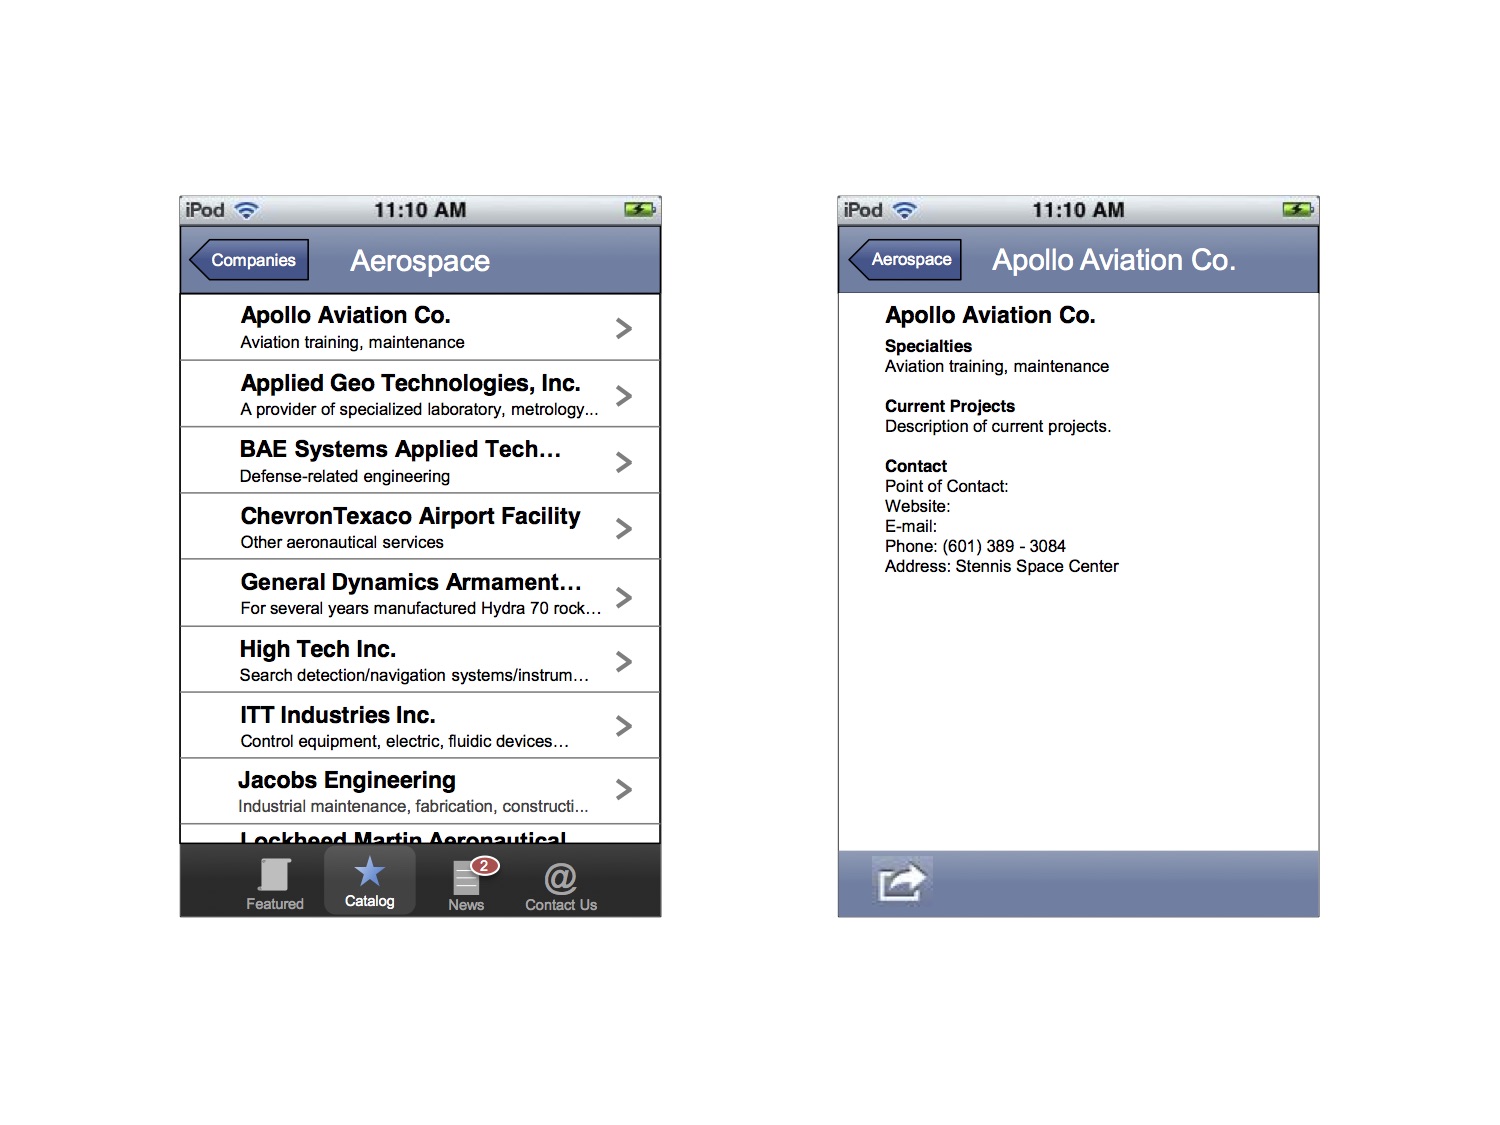 iPod 11:10 AM
Companies Aerospace
Apollo Aviation Co.
Aviation training, maintenance
Applied Geo Technologies, Inc.
A provider of specialized laboratory, metrology...
BAE Systems Applied Tech…
Defense-related engineering
ChevronTexaco Airport Facility
Other aeronautical services
General Dynamics Armament…
For several years manufactured Hydra 70 rock…
High Tech Inc.
Search detection/navigation systems/instrum…
ITT Industries Inc.
Control equipment, electric, fluidic devices…
Jacobs Engineering
Industrial maintenance, fabrication, constructi...
Lockheed Martin Aeronautical
2
Featured Catalog News Contact Us
iPod 11:10 AM
Aerospace Apollo Aviation Co.
Apollo Aviation Co.
Specialties
Aviation training, maintenance
Current Projects
Description of current projects.
Contact
Point of Contact:
Website:
E-mail:
Phone: (601) 389 - 3084
Address: Stennis Space Center